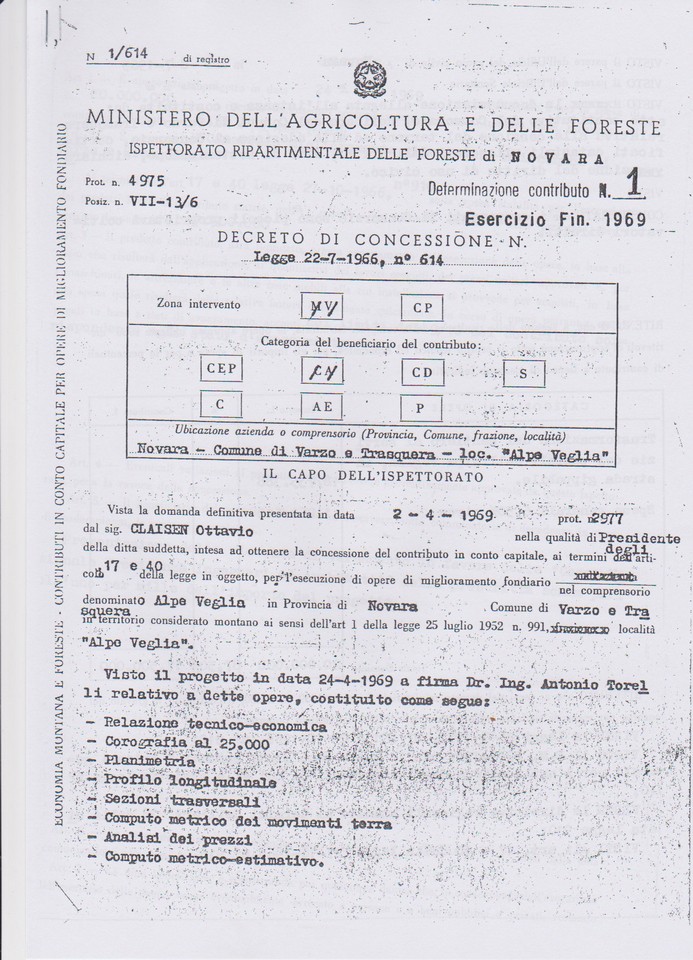 N 1/614 di registro
MINISTERO DELL'AGRICOLTURA E DELLE FORESTE
ISPETTORATO RIPARTIMENTALE DELLE FORESTE di NOVARA
Prot. n. 4975
Determinazione contributo N. 1
Posiz. n. VII-13/6
Esercizio Fin. 1969
DECRETO DI CONCESSIONE N.
Legge 22-7-1966, n° 614
Zona intervento MV CP
Categoria del beneficiario del contributo:
CEP CD S
C AE P
Ubicazione azienda o comprensorio (Provincia, Comune, frazione, località)
Novara - Comune di Varzo e Trasquera - loc. "Alpe Veglia"
IL CAPO DELL'ISPETTORATO
Vista la domanda definitiva presentata in data 2-4-1969 prot. n. 2977
dal sig. CLAISEN Ottavio nella qualità di Presidente
della ditta suddetta, intesa ad ottenere la concessione del contributo in conto capitale, ai termini degli arti-
coli 17 e 40 della legge in oggetto, per l'esecuzione di opere di miglioramento fondiario
nel comprensorio
denominato Alpe Veglia in Provincia di Novara Comune di Varzo e Tra
squera
in territorio considerato montano ai sensi dell'art 1 della legge 25 luglio 1952 n. 991, località
"Alpe Veglia".
Visto il progetto in data 24-4-1969 a firma Dr. Ing. Antonio Torel
li relativo a dette opere, costituito come segue:
- Relazione tecnico-economica
- Corografia al 25.000
- Planimetria
- Profilo longitudinale
- Sezioni trasversali
- Computo metrico dei movimenti terra
- Analisi dei prezzi
- Computo metrico-estimativo.
ECONOMIA MONTANA E FORESTE - CONTRIBUTI IN CONTO CAPITALE PER OPERE DI MIGLIORAMENTO FONDIARIO